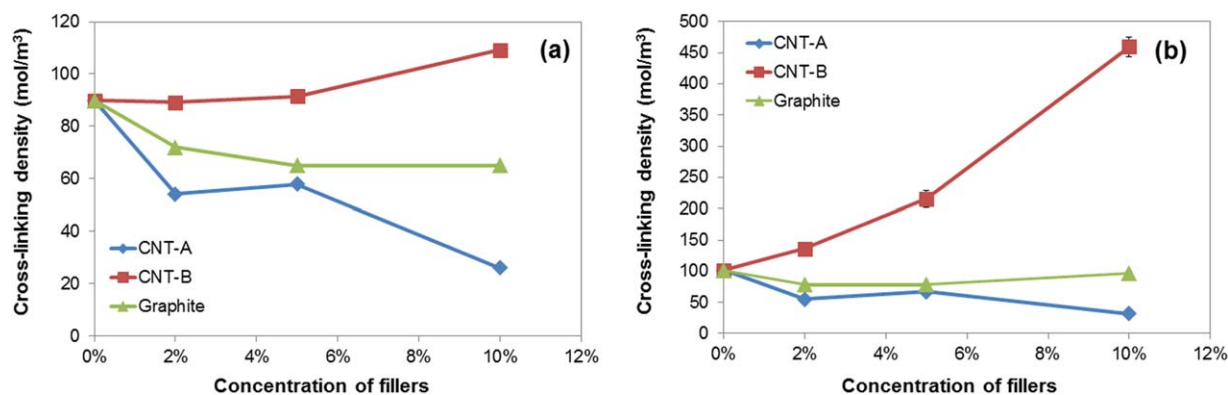 120
100
80
60
40
20
0
Cross-linking density (mol/m³)
(a)
CNT-A
CNT-B
Graphite
0% 2% 4% 6% 8% 10% 12%
Concentration of fillers
500
450
400
350
300
250
200
150
100
50
0
Cross-linking density (mol/m³)
CNT-A
CNT-B
Graphite
(b)
0% 2% 4% 6% 8% 10% 12%
Concentration of fillers